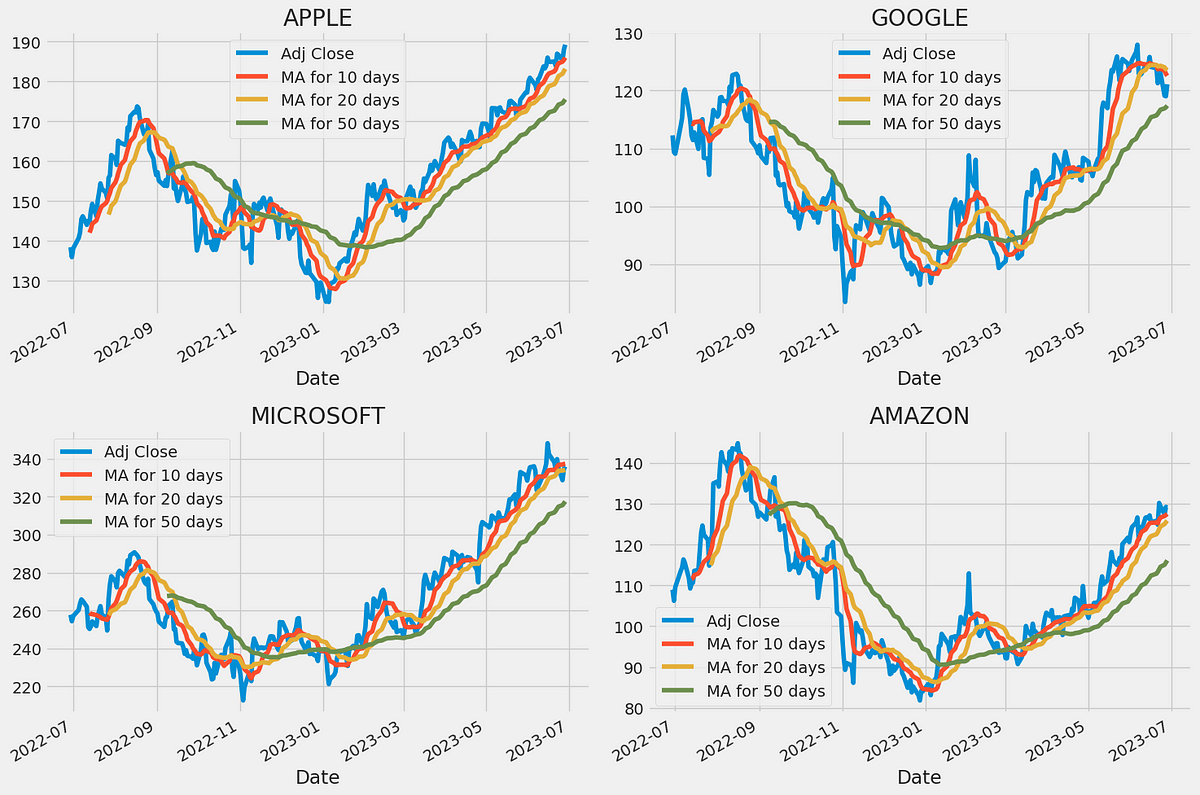 APPLE
190
180
170
160
150
140
130
Adj Close
MA for 10 days
MA for 20 days
MA for 50 days
2022-07
2022-09
2022-11
2023-01
2023-03
2023-05
2023-07
Date
GOOGLE
130
120
110
100
90
Adj Close
MA for 10 days
MA for 20 days
MA for 50 days
2022-07
2022-09
2022-11
2023-01
2023-03
2023-05
2023-07
Date
MICROSOFT
340
320
300
280
260
240
220
Adj Close
MA for 10 days
MA for 20 days
MA for 50 days
2022-07
2022-09
2022-11
2023-01
2023-03
2023-05
2023-07
Date
AMAZON
140
130
120
110
100
90
80
Adj Close
MA for 10 days
MA for 20 days
MA for 50 days
2022-07
2022-09
2022-11
2023-01
2023-03
2023-05
2023-07
Date